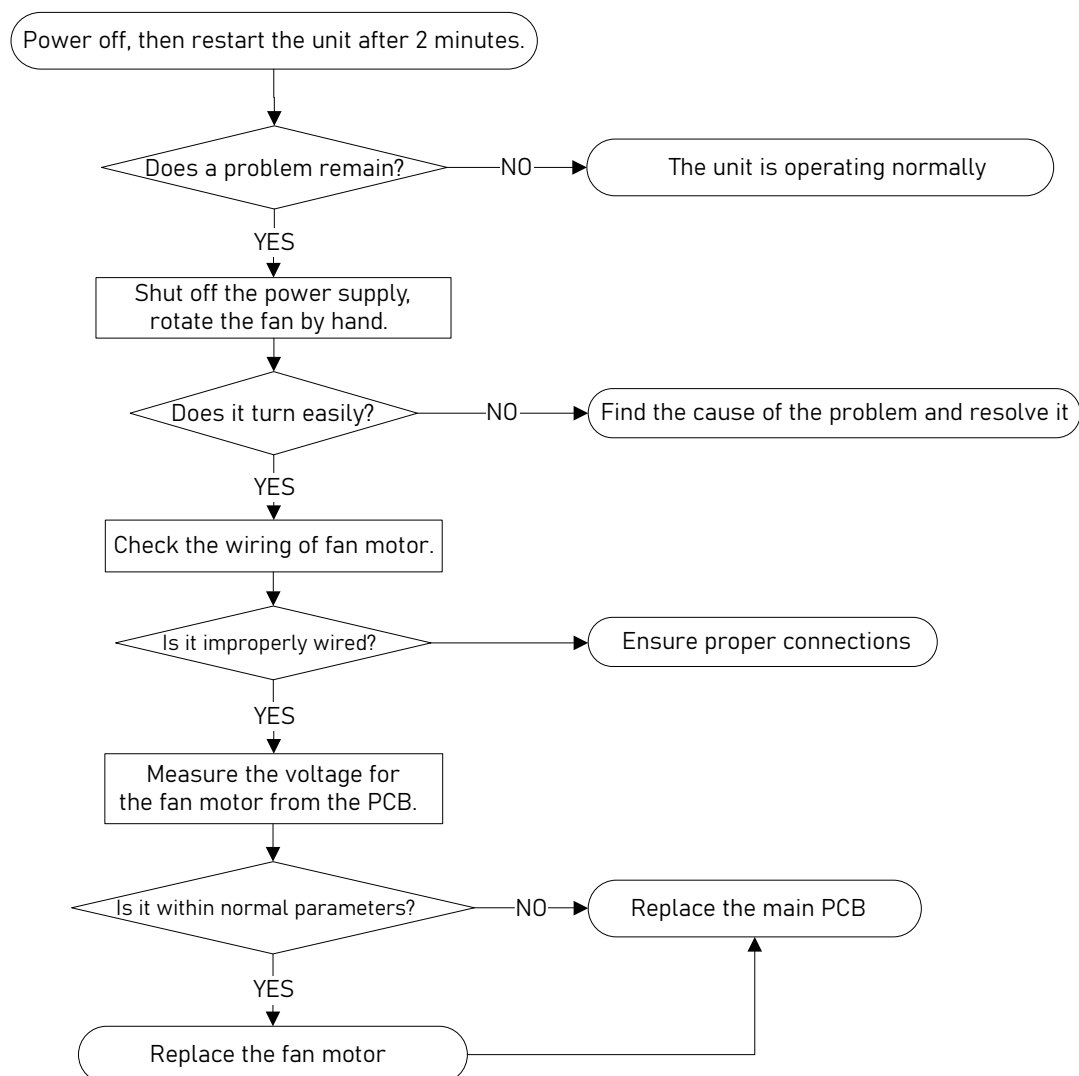 Power off, then restart the unit after 2 minutes.
Does a problem remain?
NO
The unit is operating normally
YES
Shut off the power supply,
rotate the fan by hand.
Does it turn easily?
NO
Find the cause of the problem and resolve it
YES
Check the wiring of fan motor.
Is it improperly wired?
Ensure proper connections
YES
Measure the voltage for
the fan motor from the PCB.
Is it within normal parameters?
NO
Replace the main PCB
YES
Replace the fan motor